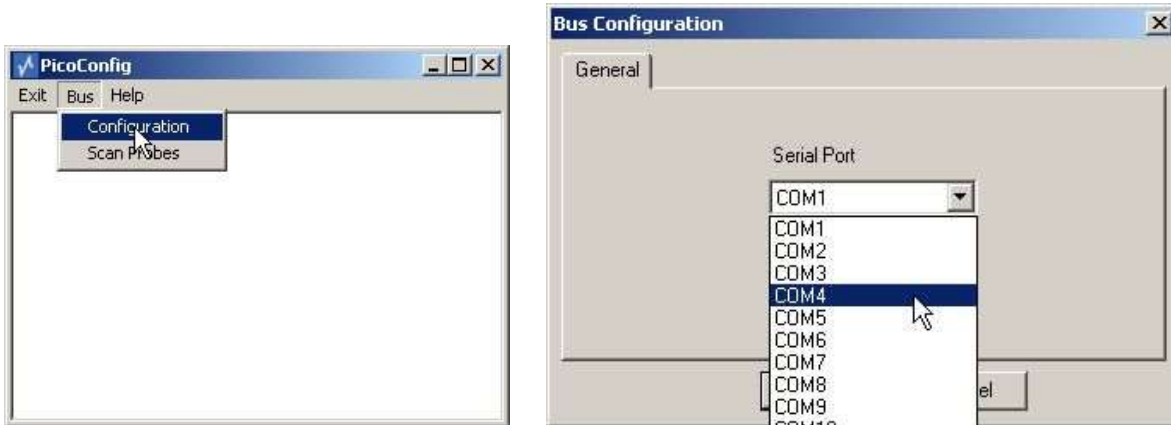 PicoConfig
Exit Bus Help
Configuration
Scan Probes
Bus Configuration
General
Serial Port
COM1
COM1
COM2
COM3
COM4
COM5
COM6
COM7
COM8
COM9